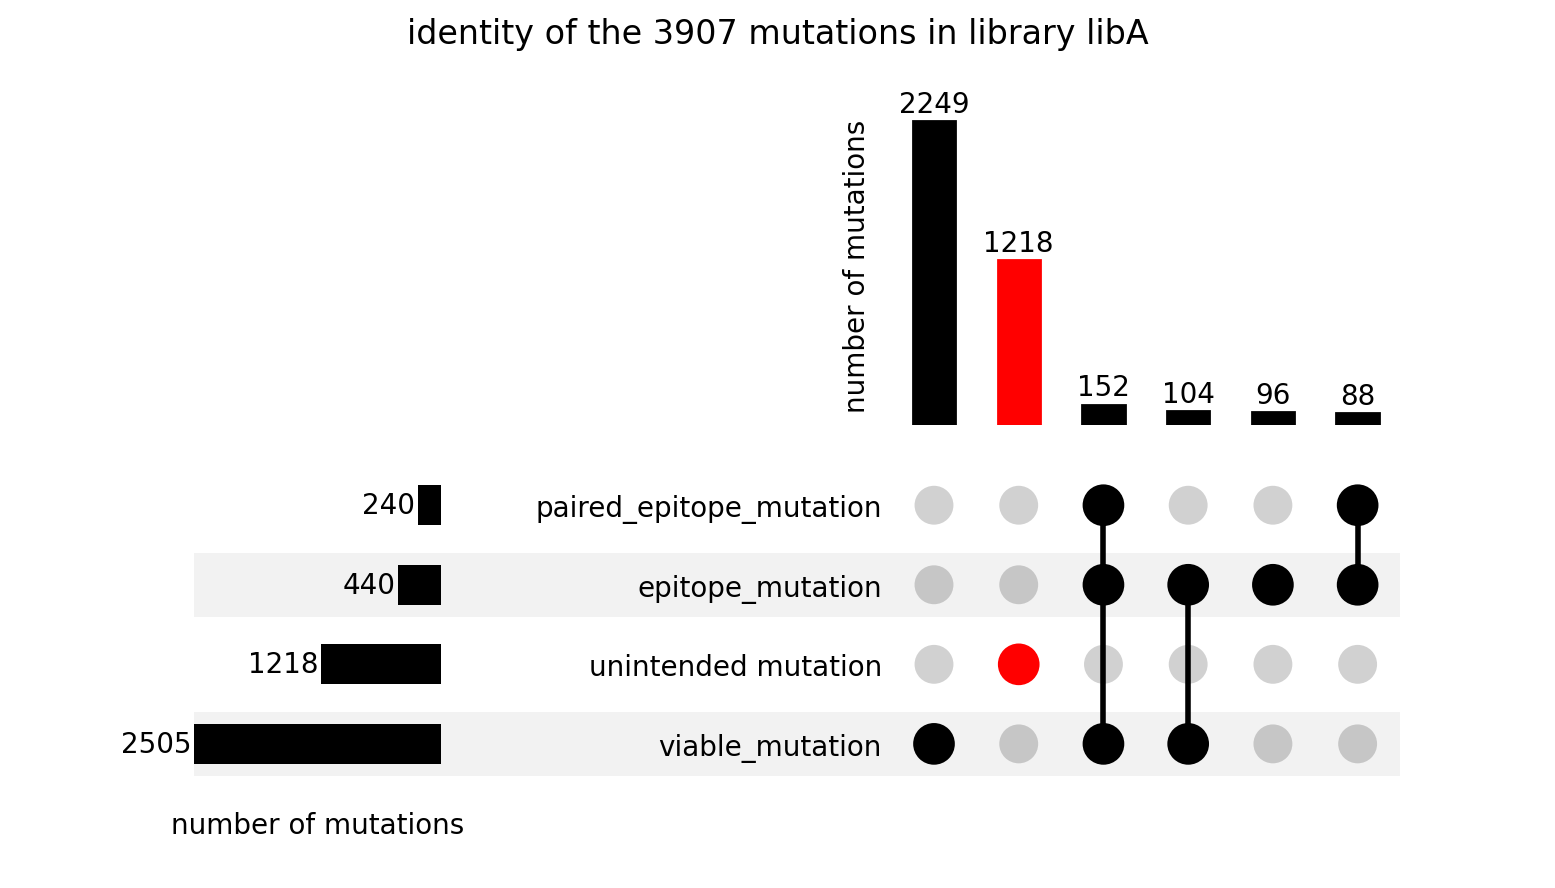 identity of the 3907 mutations in library libA
number of mutations
2249
1218
152
104
96
88
240
paired_epitope_mutation
440
epitope_mutation
1218
unintended mutation
2505
viable_mutation
number of mutations